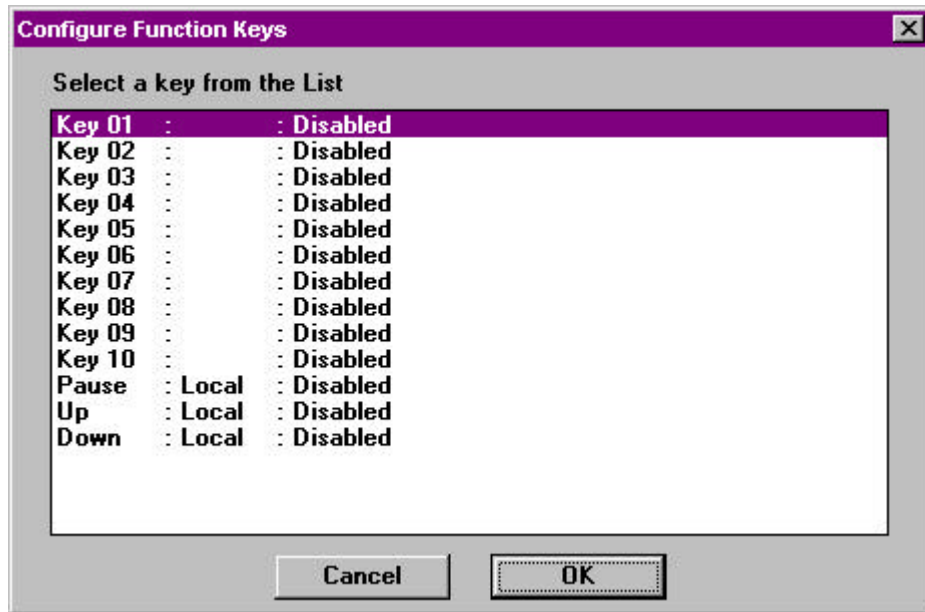 Configure Function Keys
Select a key from the List
Key 01 : : Disabled
Key 02 : : Disabled
Key 03 : : Disabled
Key 04 : : Disabled
Key 05 : : Disabled
Key 06 : : Disabled
Key 07 : : Disabled
Key 08 : : Disabled
Key 09 : : Disabled
Key 10 : : Disabled
Pause : Local : Disabled
Up : Local : Disabled
Down : Local : Disabled
Cancel OK